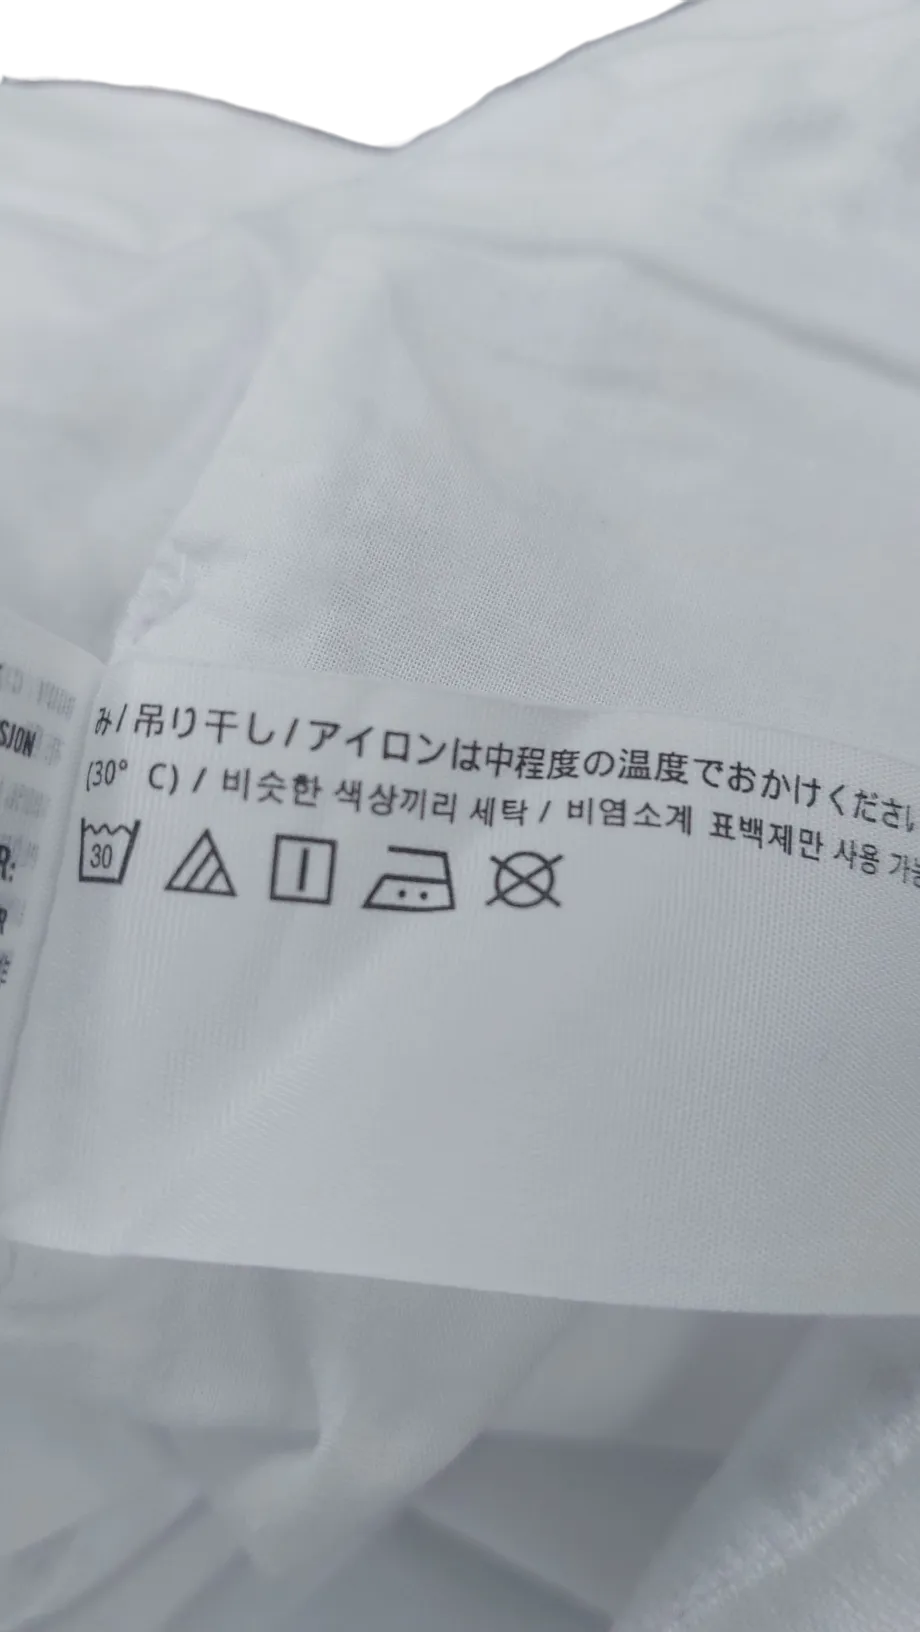 み/吊り干し/アイロンは中程度の温度でおかけくださ
(30° C) / 비슷한 색상끼리 세탁 / 비염소계 표백제만 사용
30